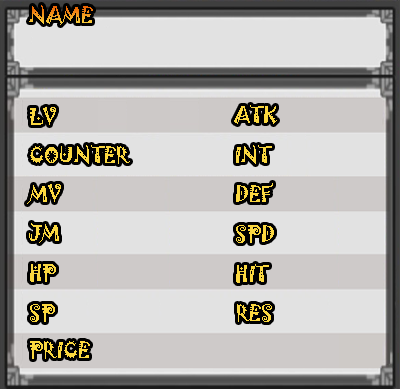 NAME
LV ATK
COUNTER INT
MV DEF
JM SPD
HP HIT
SP RES
PRICE